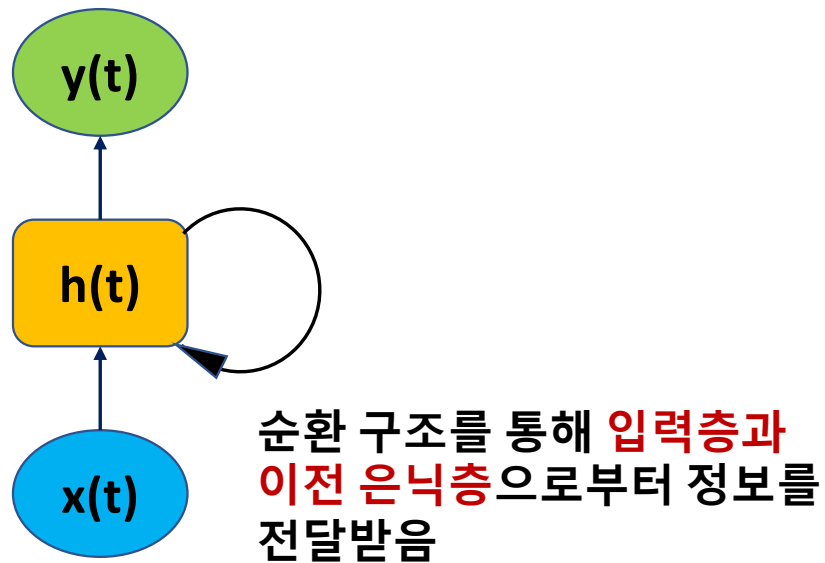 y(t)
h(t)
x(t)
순환 구조를 통해 입력층과
이전 은닉층으로부터 정보를
전달받음